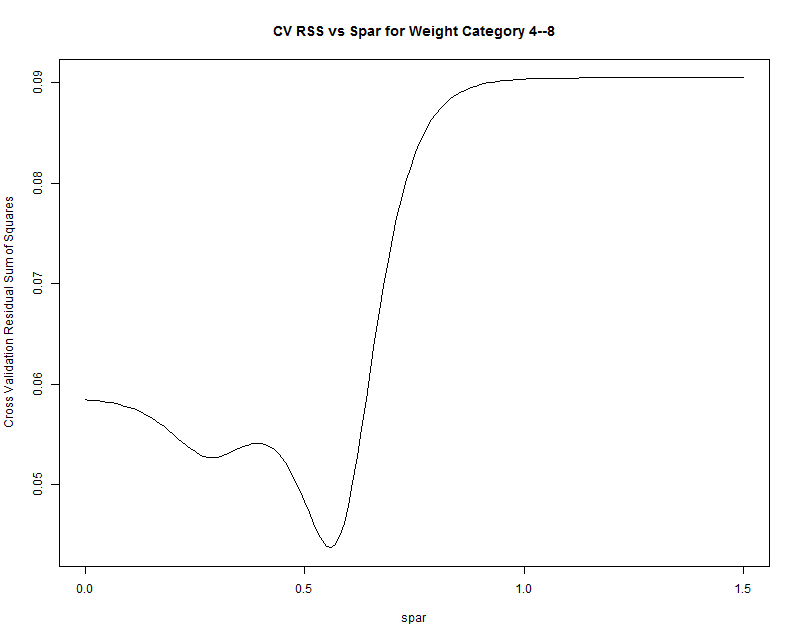 CV RSS vs Spar for Weight Category 4--8
Cross Validation Residual Sum of Squares
0.09
0.08
0.07
0.06
0.05
0.0 0.5 1.0 1.5
spar